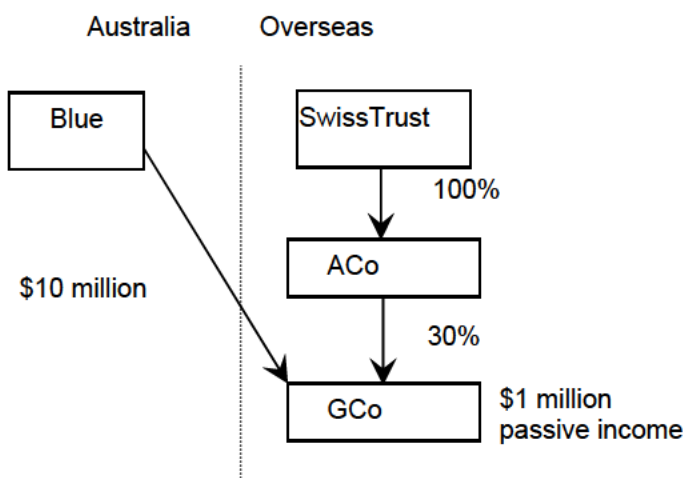 Australia
Overseas
Blue
SwissTrust
100%
ACo
$10 million
30%
GCo
$1 million
passive income